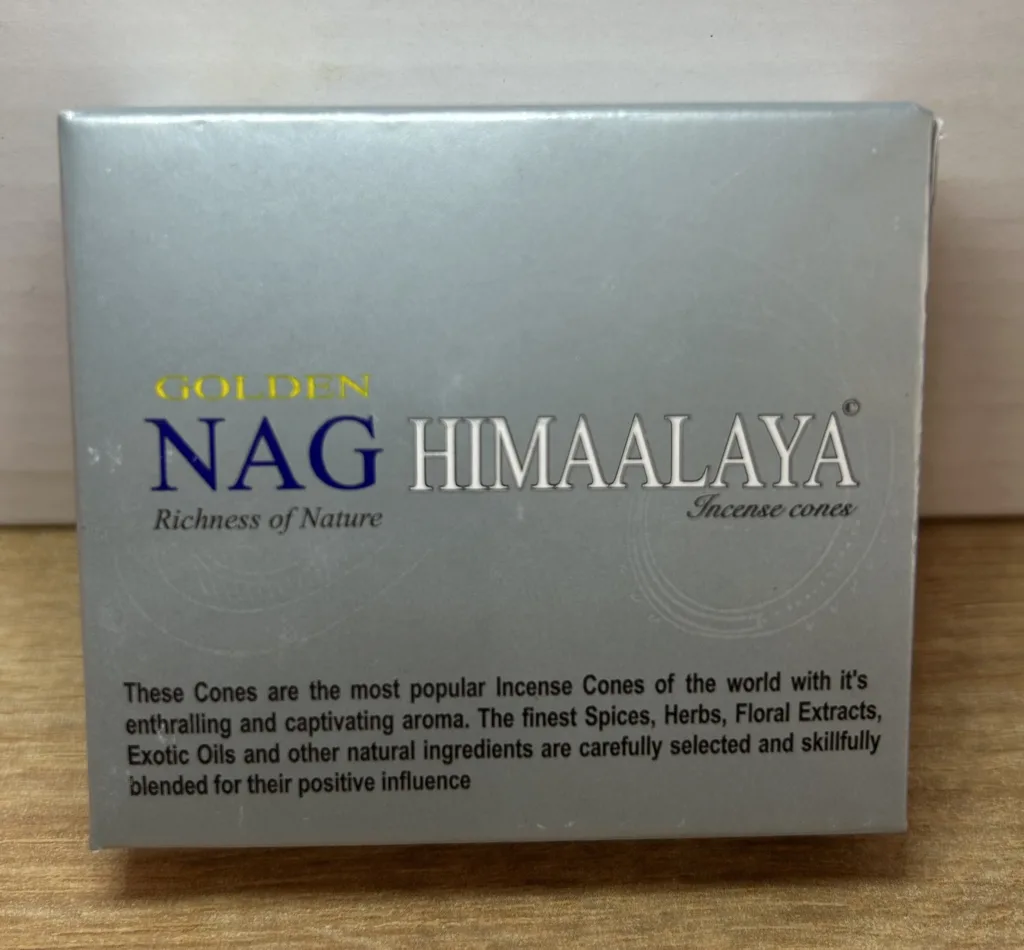 GOLDEN
NAG HIMAALAYA©
Richness of Nature
Incense cones
These Cones are the most popular Incense Cones of the world with it's
enthralling and captivating aroma. The finest Spices, Herbs, Floral Extracts,
Exotic Oils and other natural ingredients are carefully selected and skillfully
blended for their positive influence